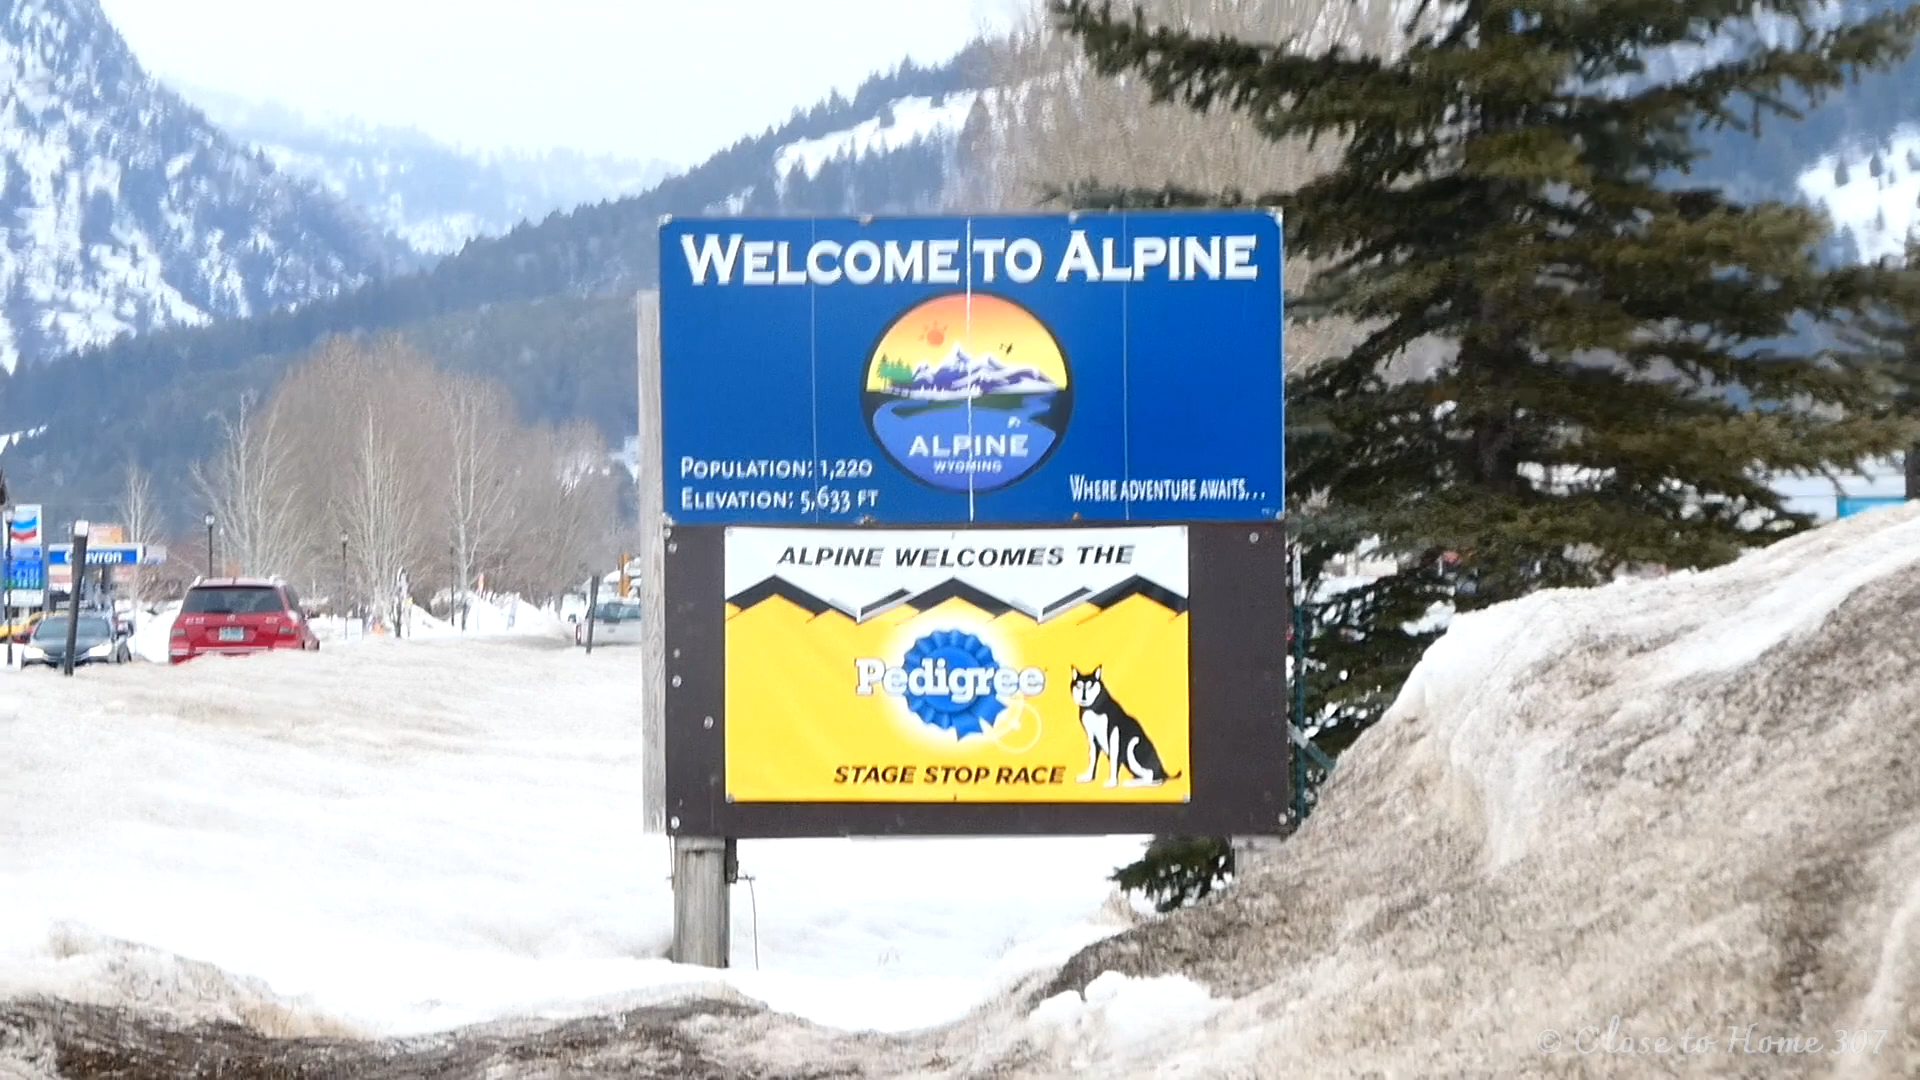 WELCOME TO ALPINE
ALPINE
WYOMING
POPULATION: 1,220
ELEVATION: 5,633 FT
WHERE ADVENTURE AWAITS...
ALPINE WELCOMES THE
Pedigree
STAGE STOP RACE
evron
© Close to Home 307